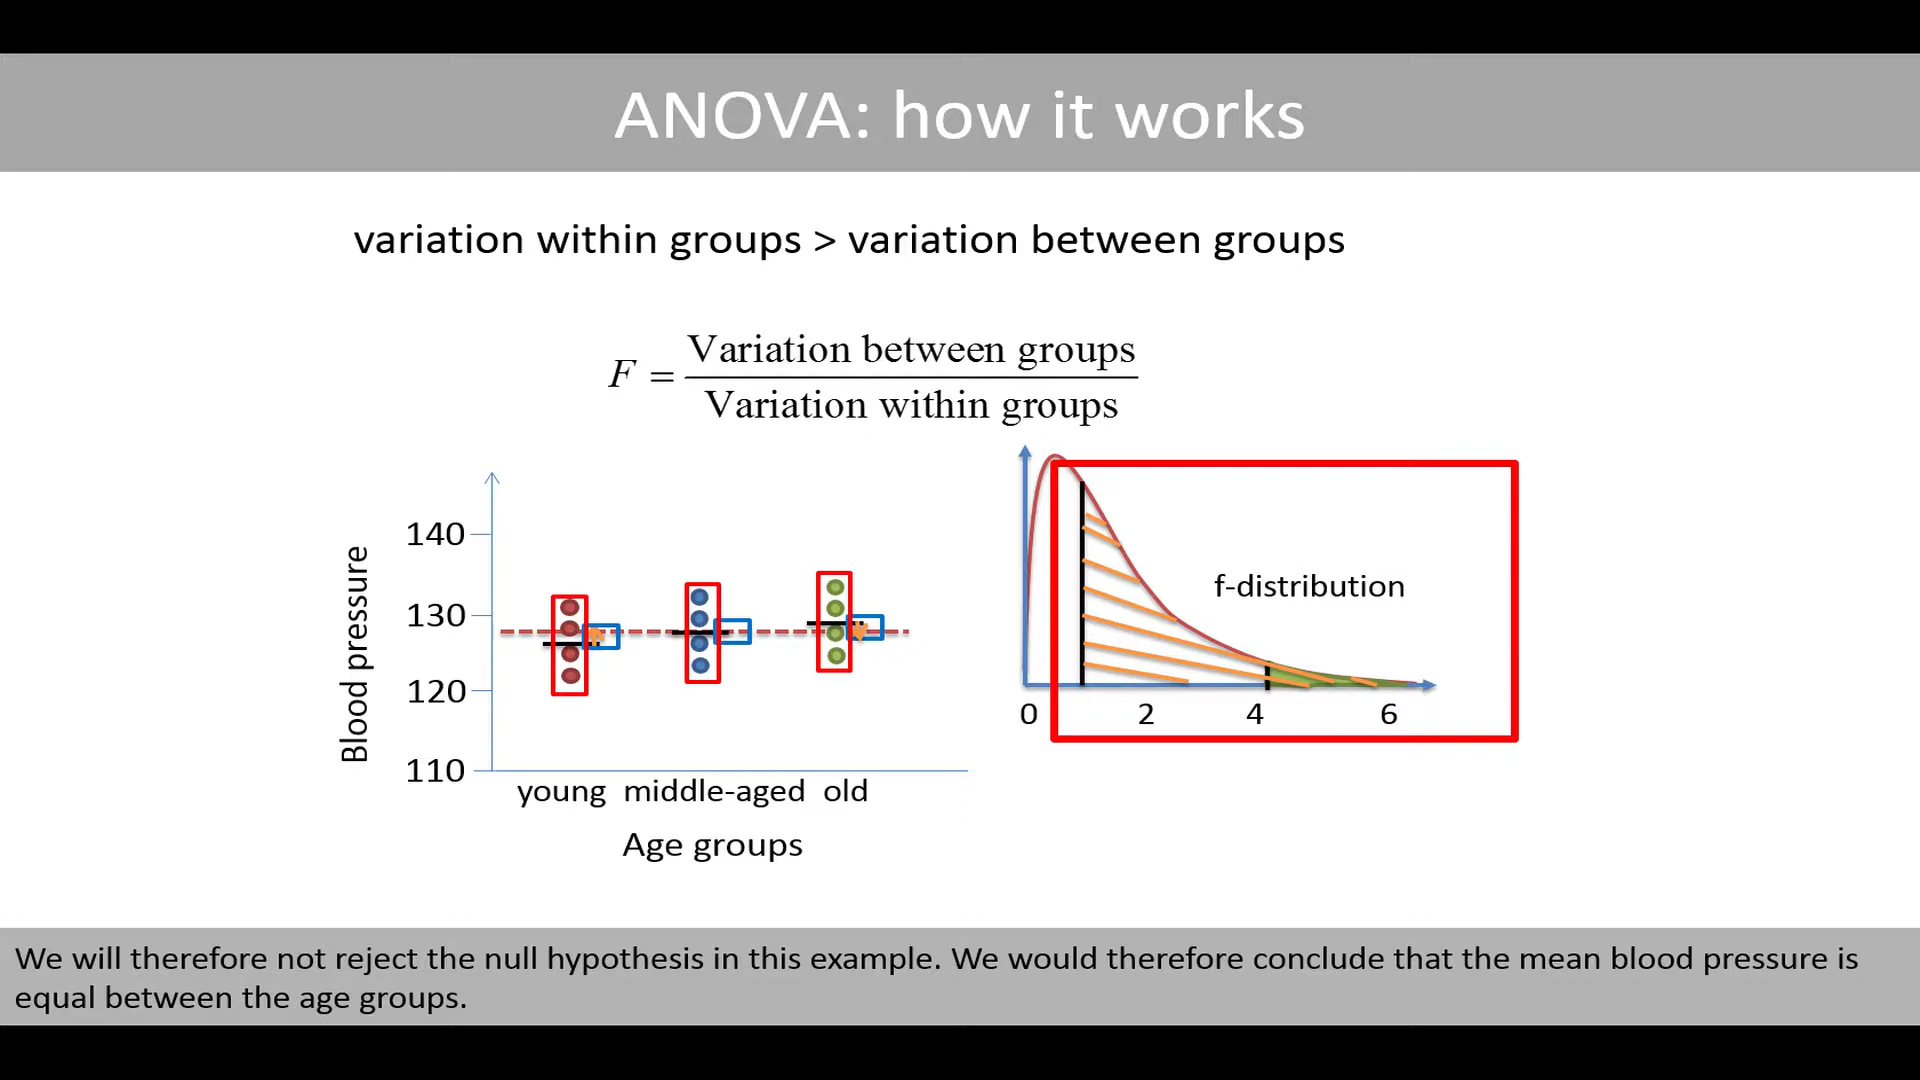 ANOVA: how it works
variation within groups > variation between groups
F = Variation between groups
Variation within groups
140
130
120
110
Blood pressure
young middle-aged old
Age groups
f-distribution
0 2 4 6
We will therefore not reject the null hypothesis in this example. We would therefore conclude that the mean blood pressure is
equal between the age groups.